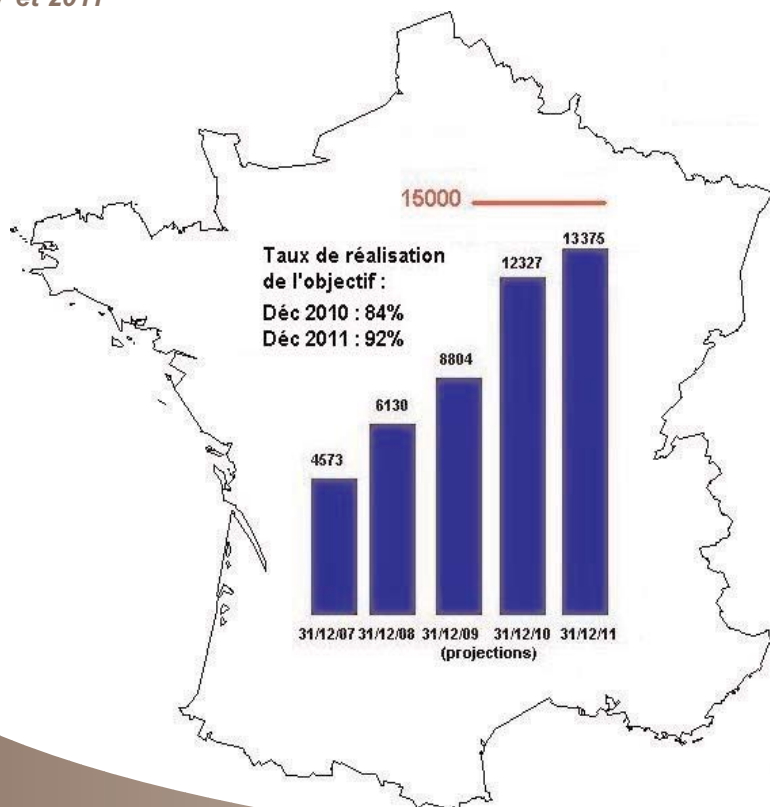 et 2011
15000
13375
Taux de réalisation
de l'objectif :
Déc 2010 : 84%
Déc 2011 : 92%
12327
8804
6130
4573
31/12/07 31/12/08 31/12/09 31/12/10 31/12/11
(projections)